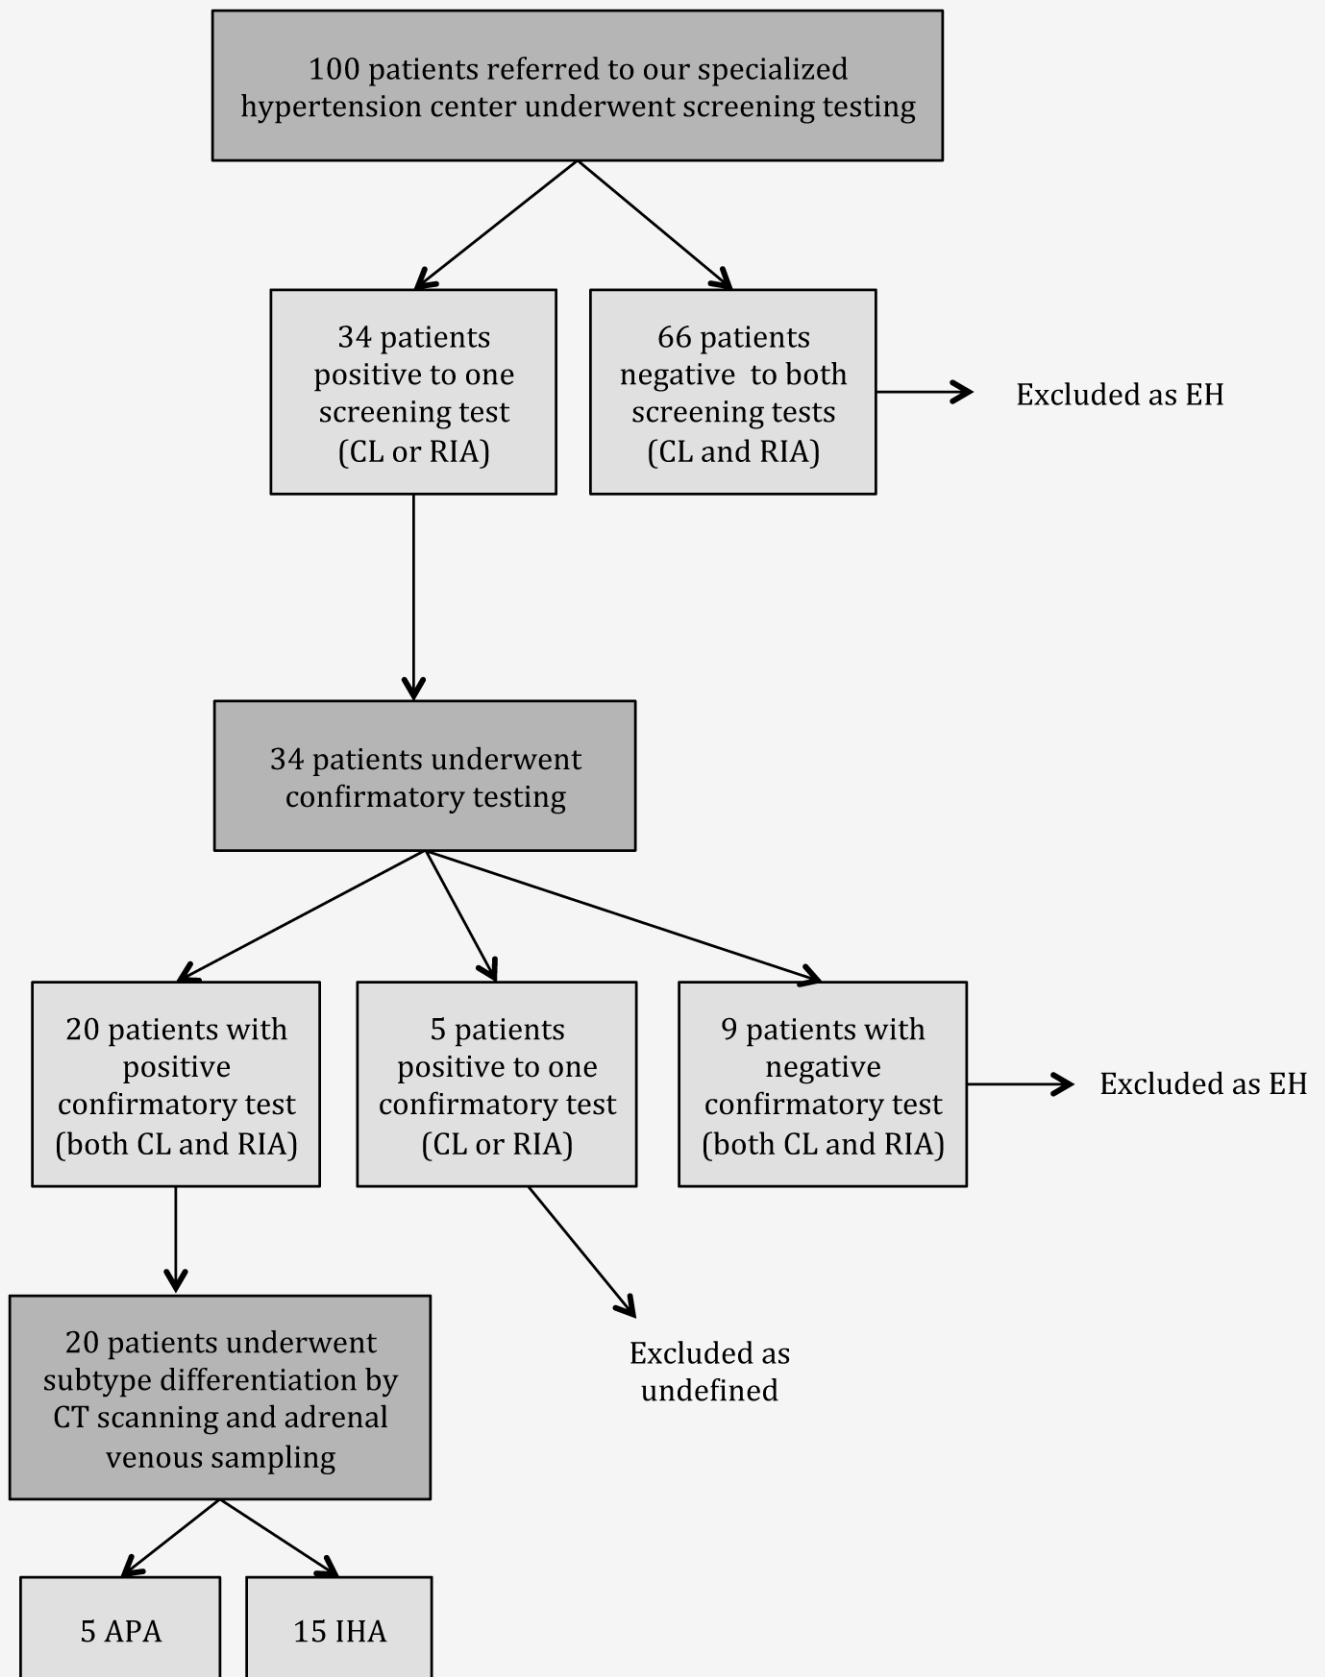 100 patients referred to our specialized
hypertension center underwent screening testing
34 patients
positive to one
screening test
(CL or RIA)
66 patients
negative to both
screening tests
(CL and RIA)
Excluded as EH
34 patients underwent
confirmatory testing
20 patients with
positive
confirmatory test
(both CL and RIA)
5 patients
positive to one
confirmatory test
(CL or RIA)
9 patients with
negative
confirmatory test
(both CL and RIA)
Excluded as EH
20 patients underwent
subtype differentiation by
CT scanning and adrenal
venous sampling
Excluded as
undefined
5 APA
15 IHA